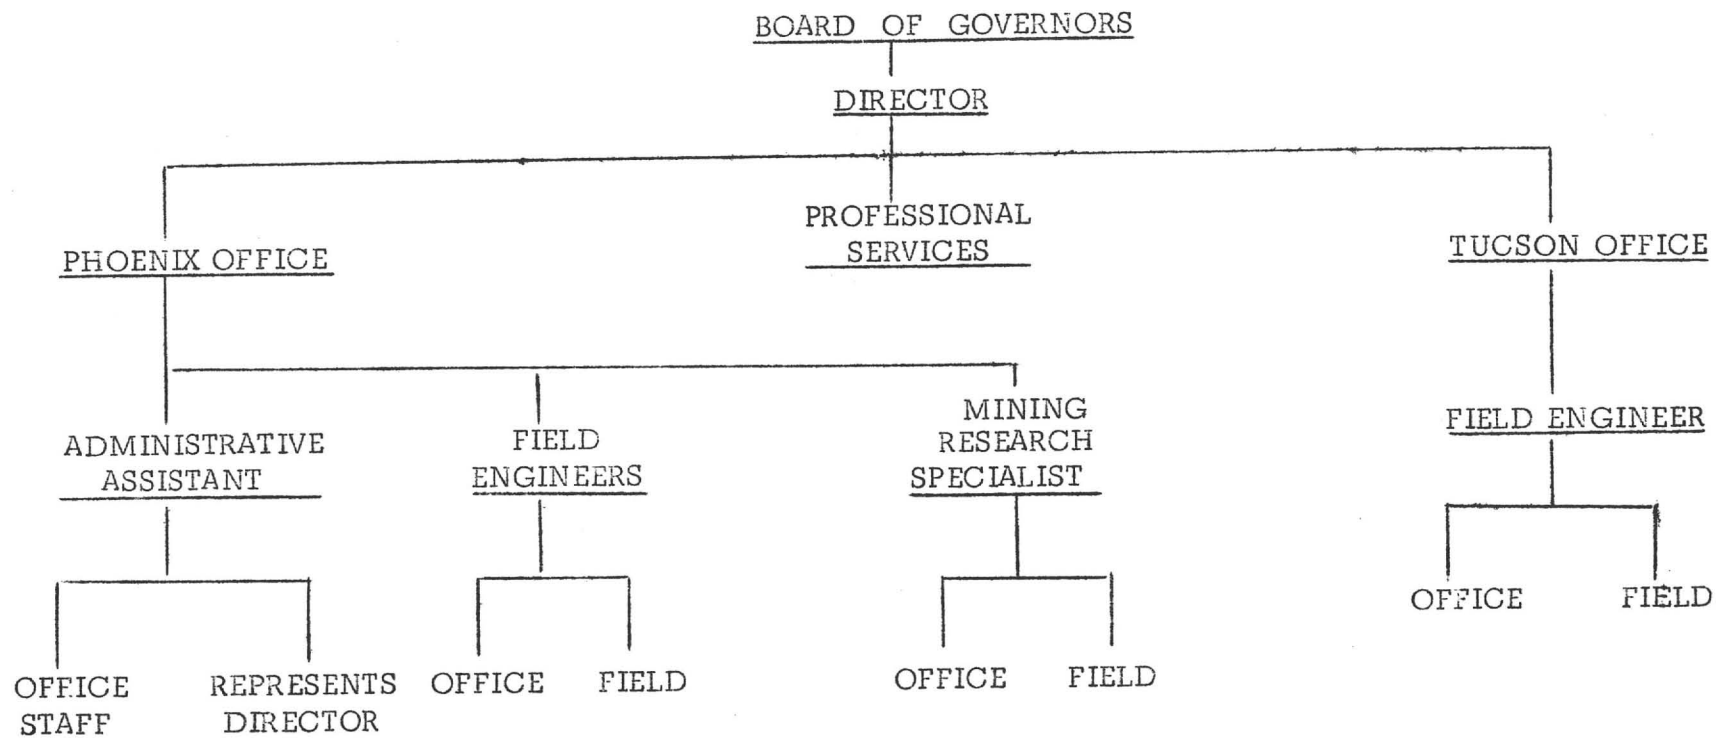 BOARD OF GOVERNORS
DIRECTOR
PROFESSIONAL
SERVICES
PHOENIX OFFICE
TUCSON OFFICE
ADMINISTRATIVE
ASSISTANT
FIELD
ENGINEERS
MINING
RESEARCH
SPECIALIST
FIELD ENGINEER
OFFICE
STAFF
REPRESENTS
DIRECTOR
OFFICE
FIELD
OFFICE
FIELD
OFFICE
FIELD